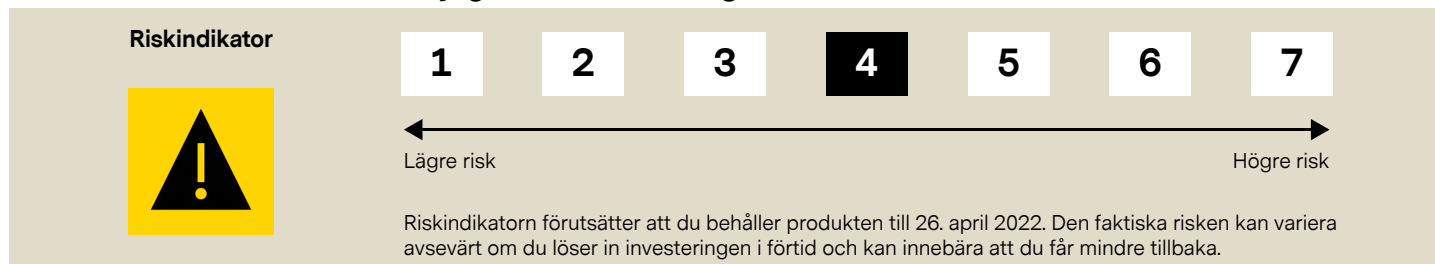 Riskindikator
1 2 3 4 5 6 7
Lägre risk Högre risk
Riskindikatorn förutsätter att du behåller produkten till 26. april 2022. Den faktiska risken kan variera
avsevärt om du löser in investeringen i förtid och kan innebära att du får mindre tillbaka.